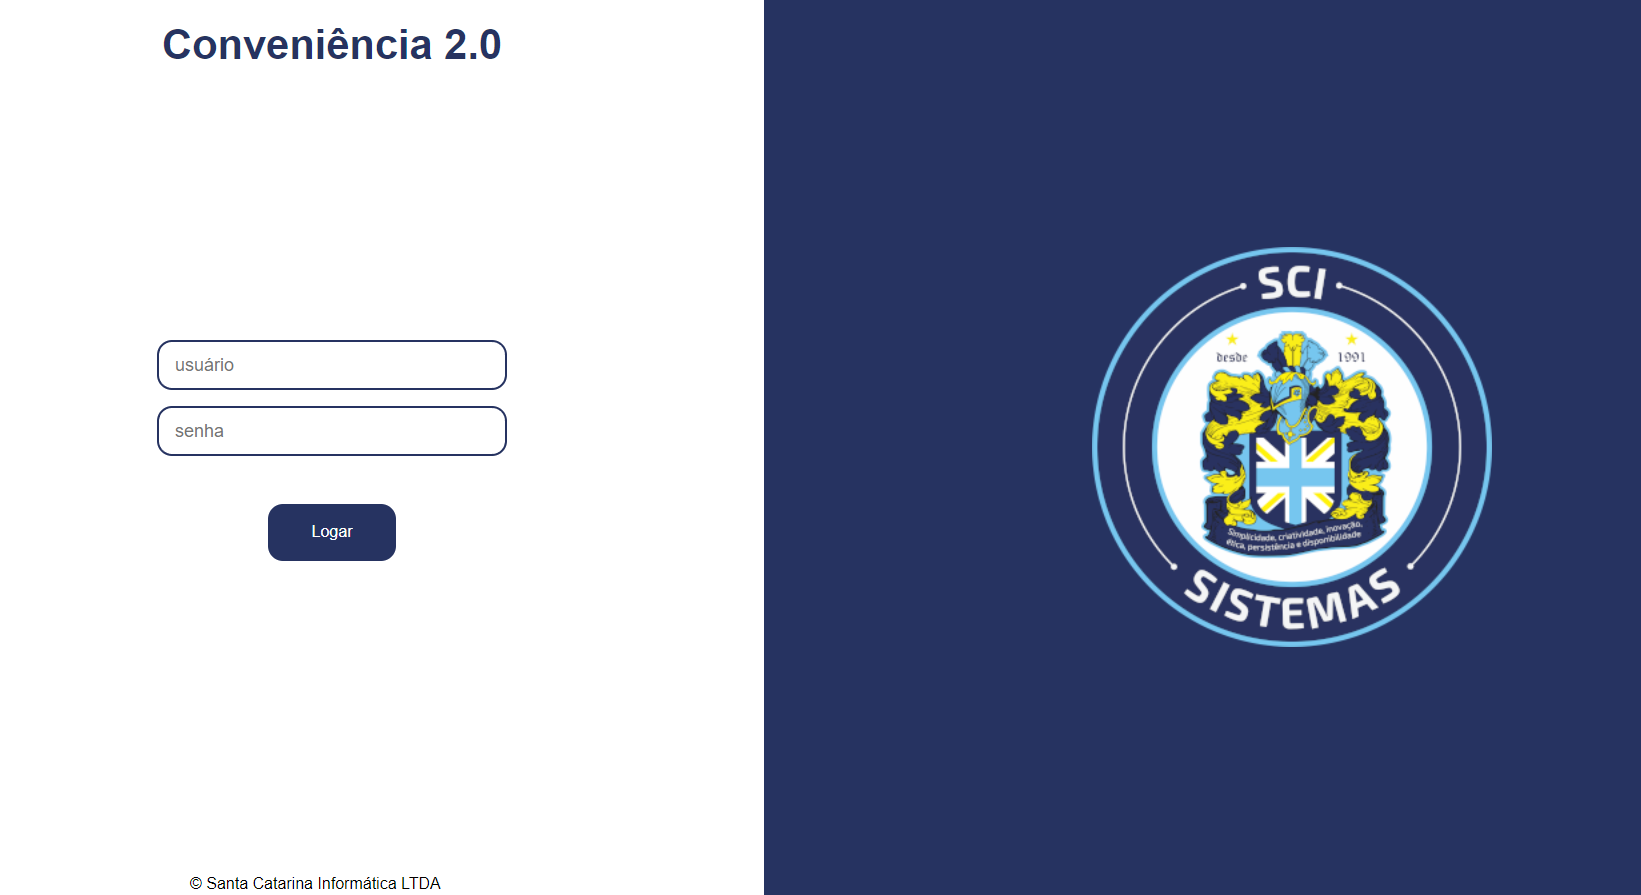 Conveniência 2.0
usuário
senha
Logar
© Santa Catarina Informática LTDA
SCI
desde 1991
Simplicidade, criatividade, inovação,
ética, persistência e disponibilidade
SISTEMAS